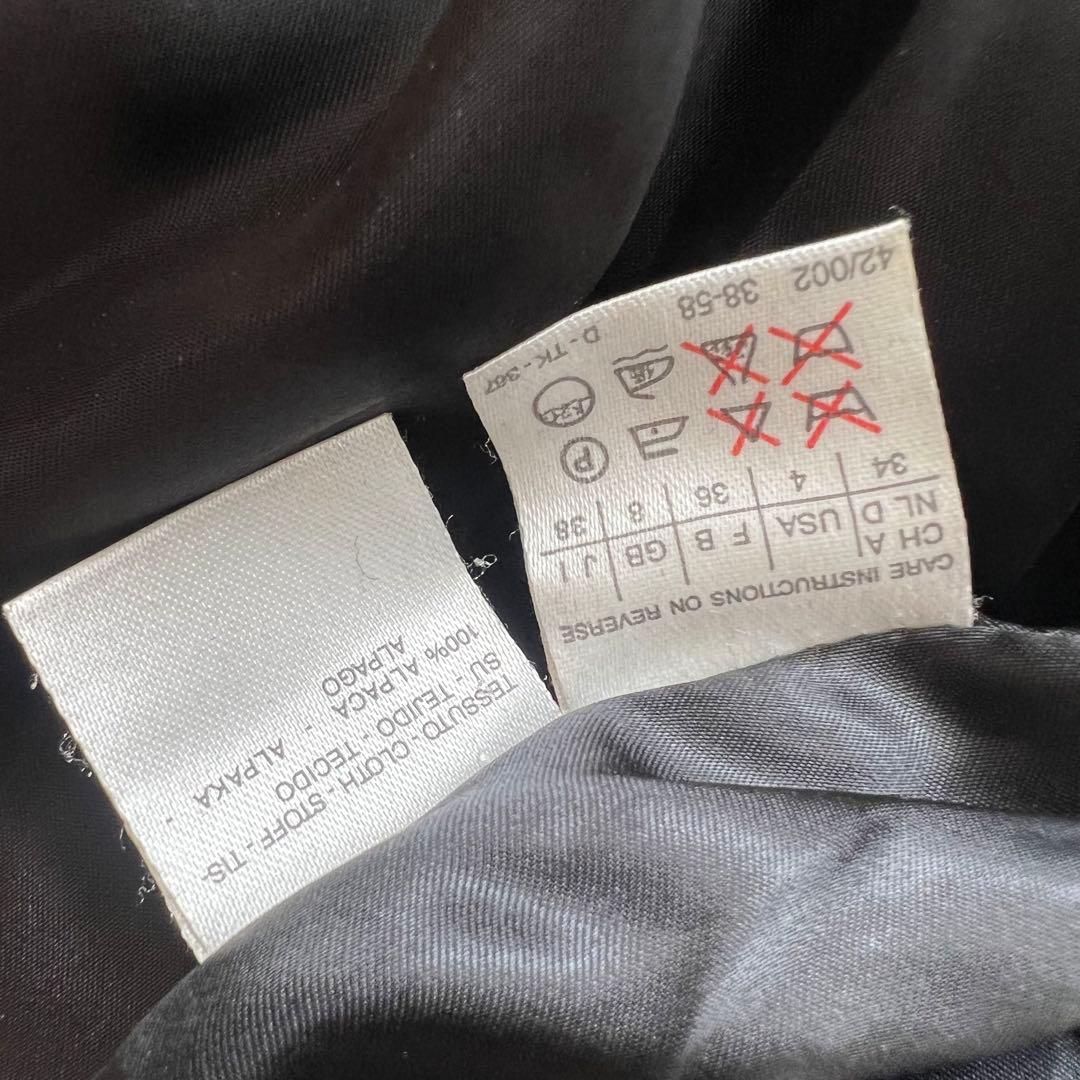 CARE INSTRUCTIONS ON REVERSE
CH A USA F B GB J I
NL D
34 4 36 8 38
P
D - TK - 367
42/002 38-58
TESSUTO - CLOTH - STOFF - TIS-
SU - TEJIDO - TECIDO
100% ALPACA - ALPAKA -
ALPAGO